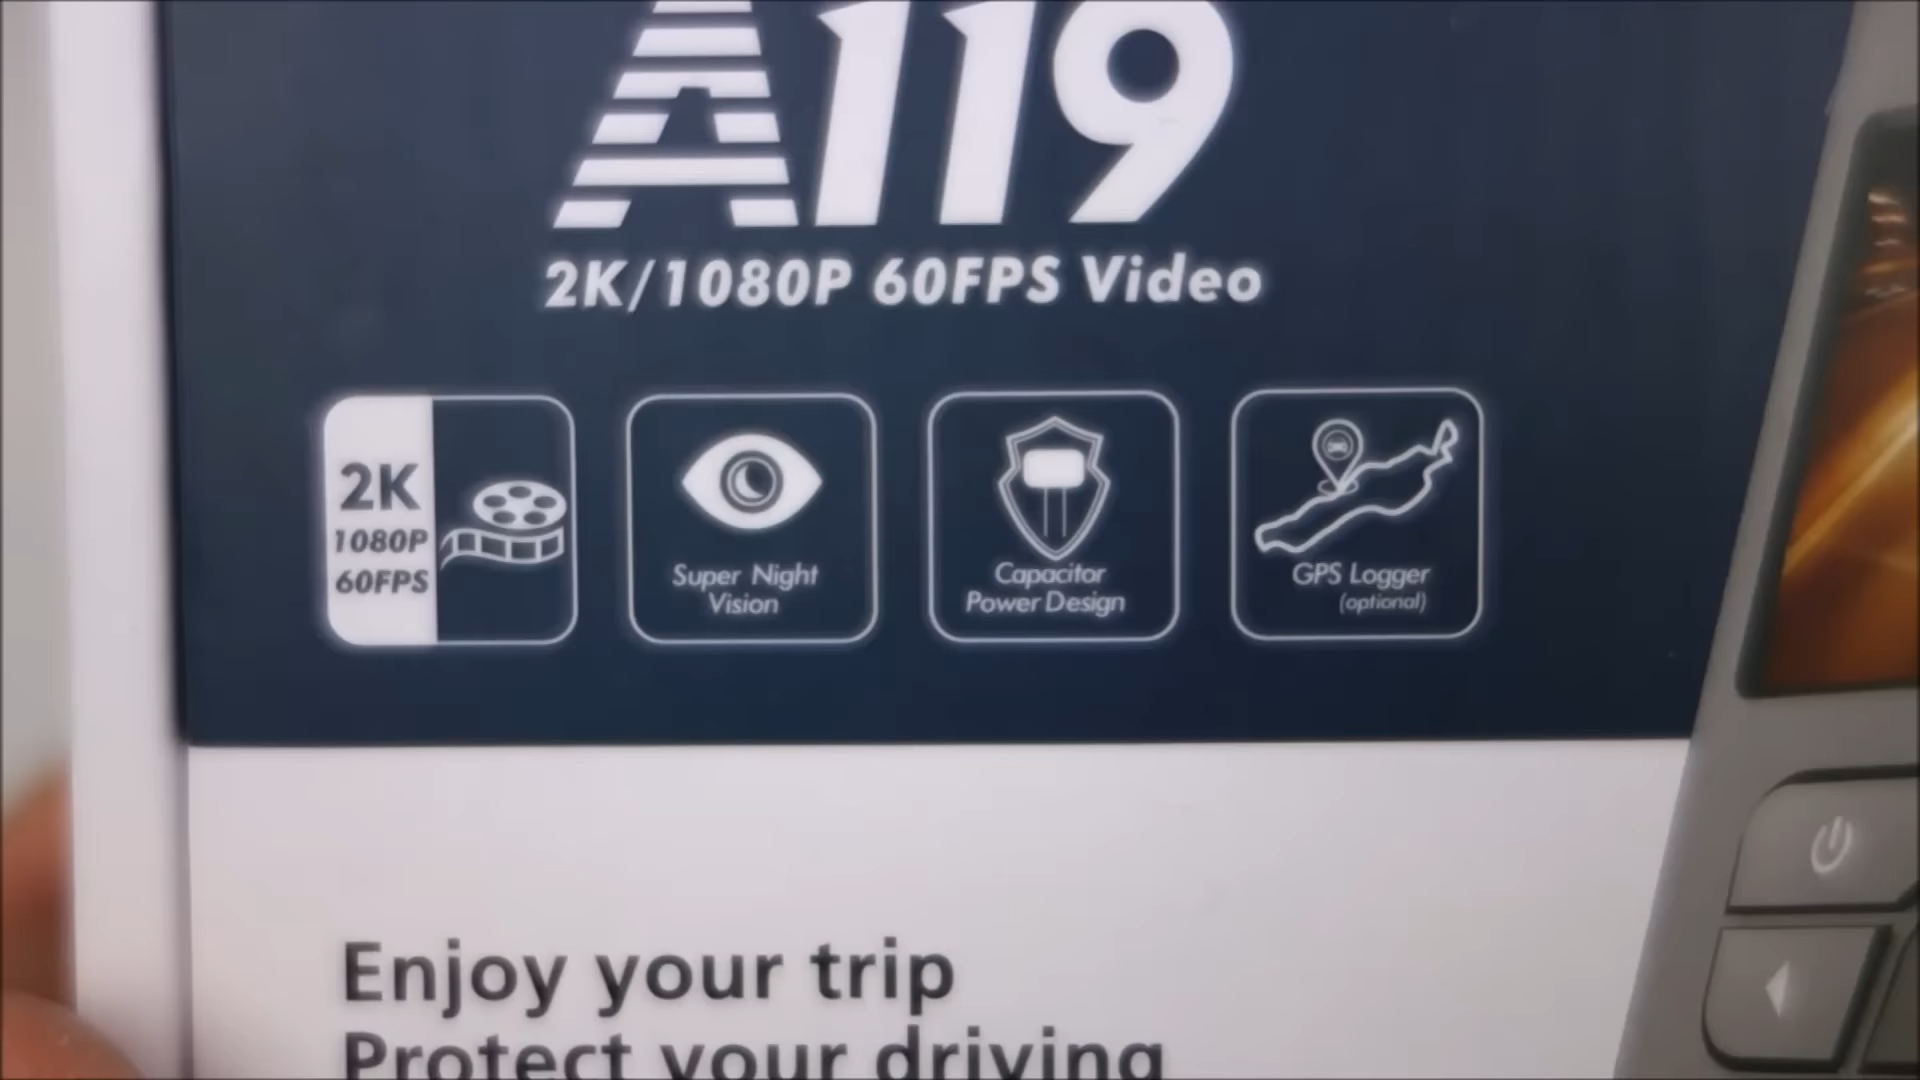 A119
2K/1080P 60FPS Video
2K
1080P
60FPS
Super Night
Vision
Capacitor
Power Design
GPS Logger
(optional)
Enjoy your trip
Protect your driving